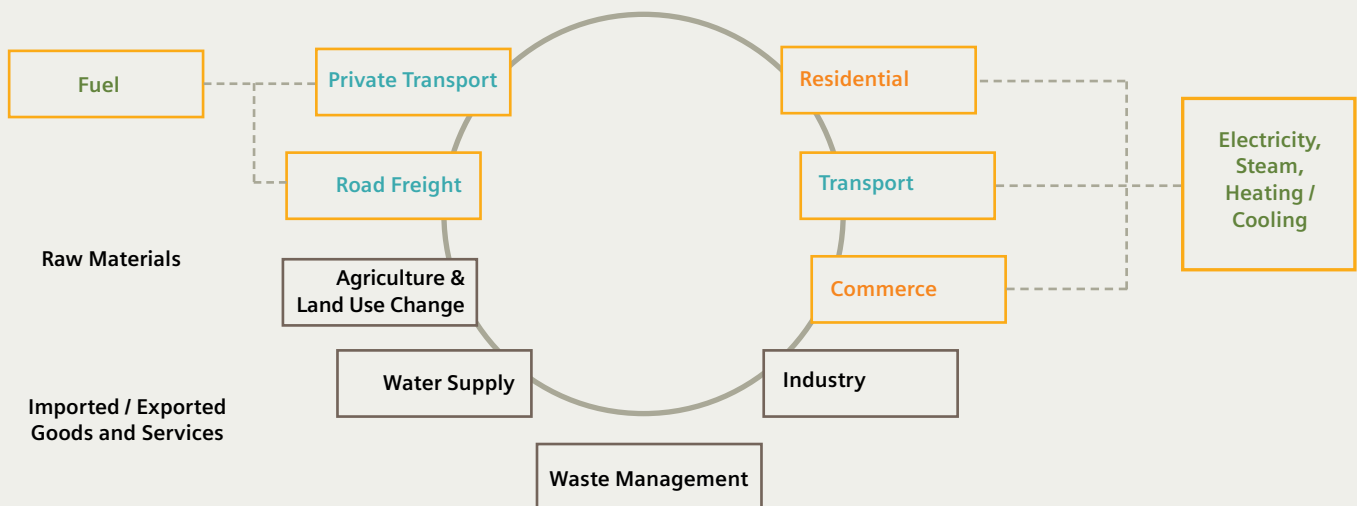 Fuel
Private Transport
Road Freight
Raw Materials
Agriculture &
Land Use Change
Water Supply
Imported / Exported
Goods and Services
Waste Management
Residential
Transport
Commerce
Industry
Electricity,
Steam,
Heating /
Cooling